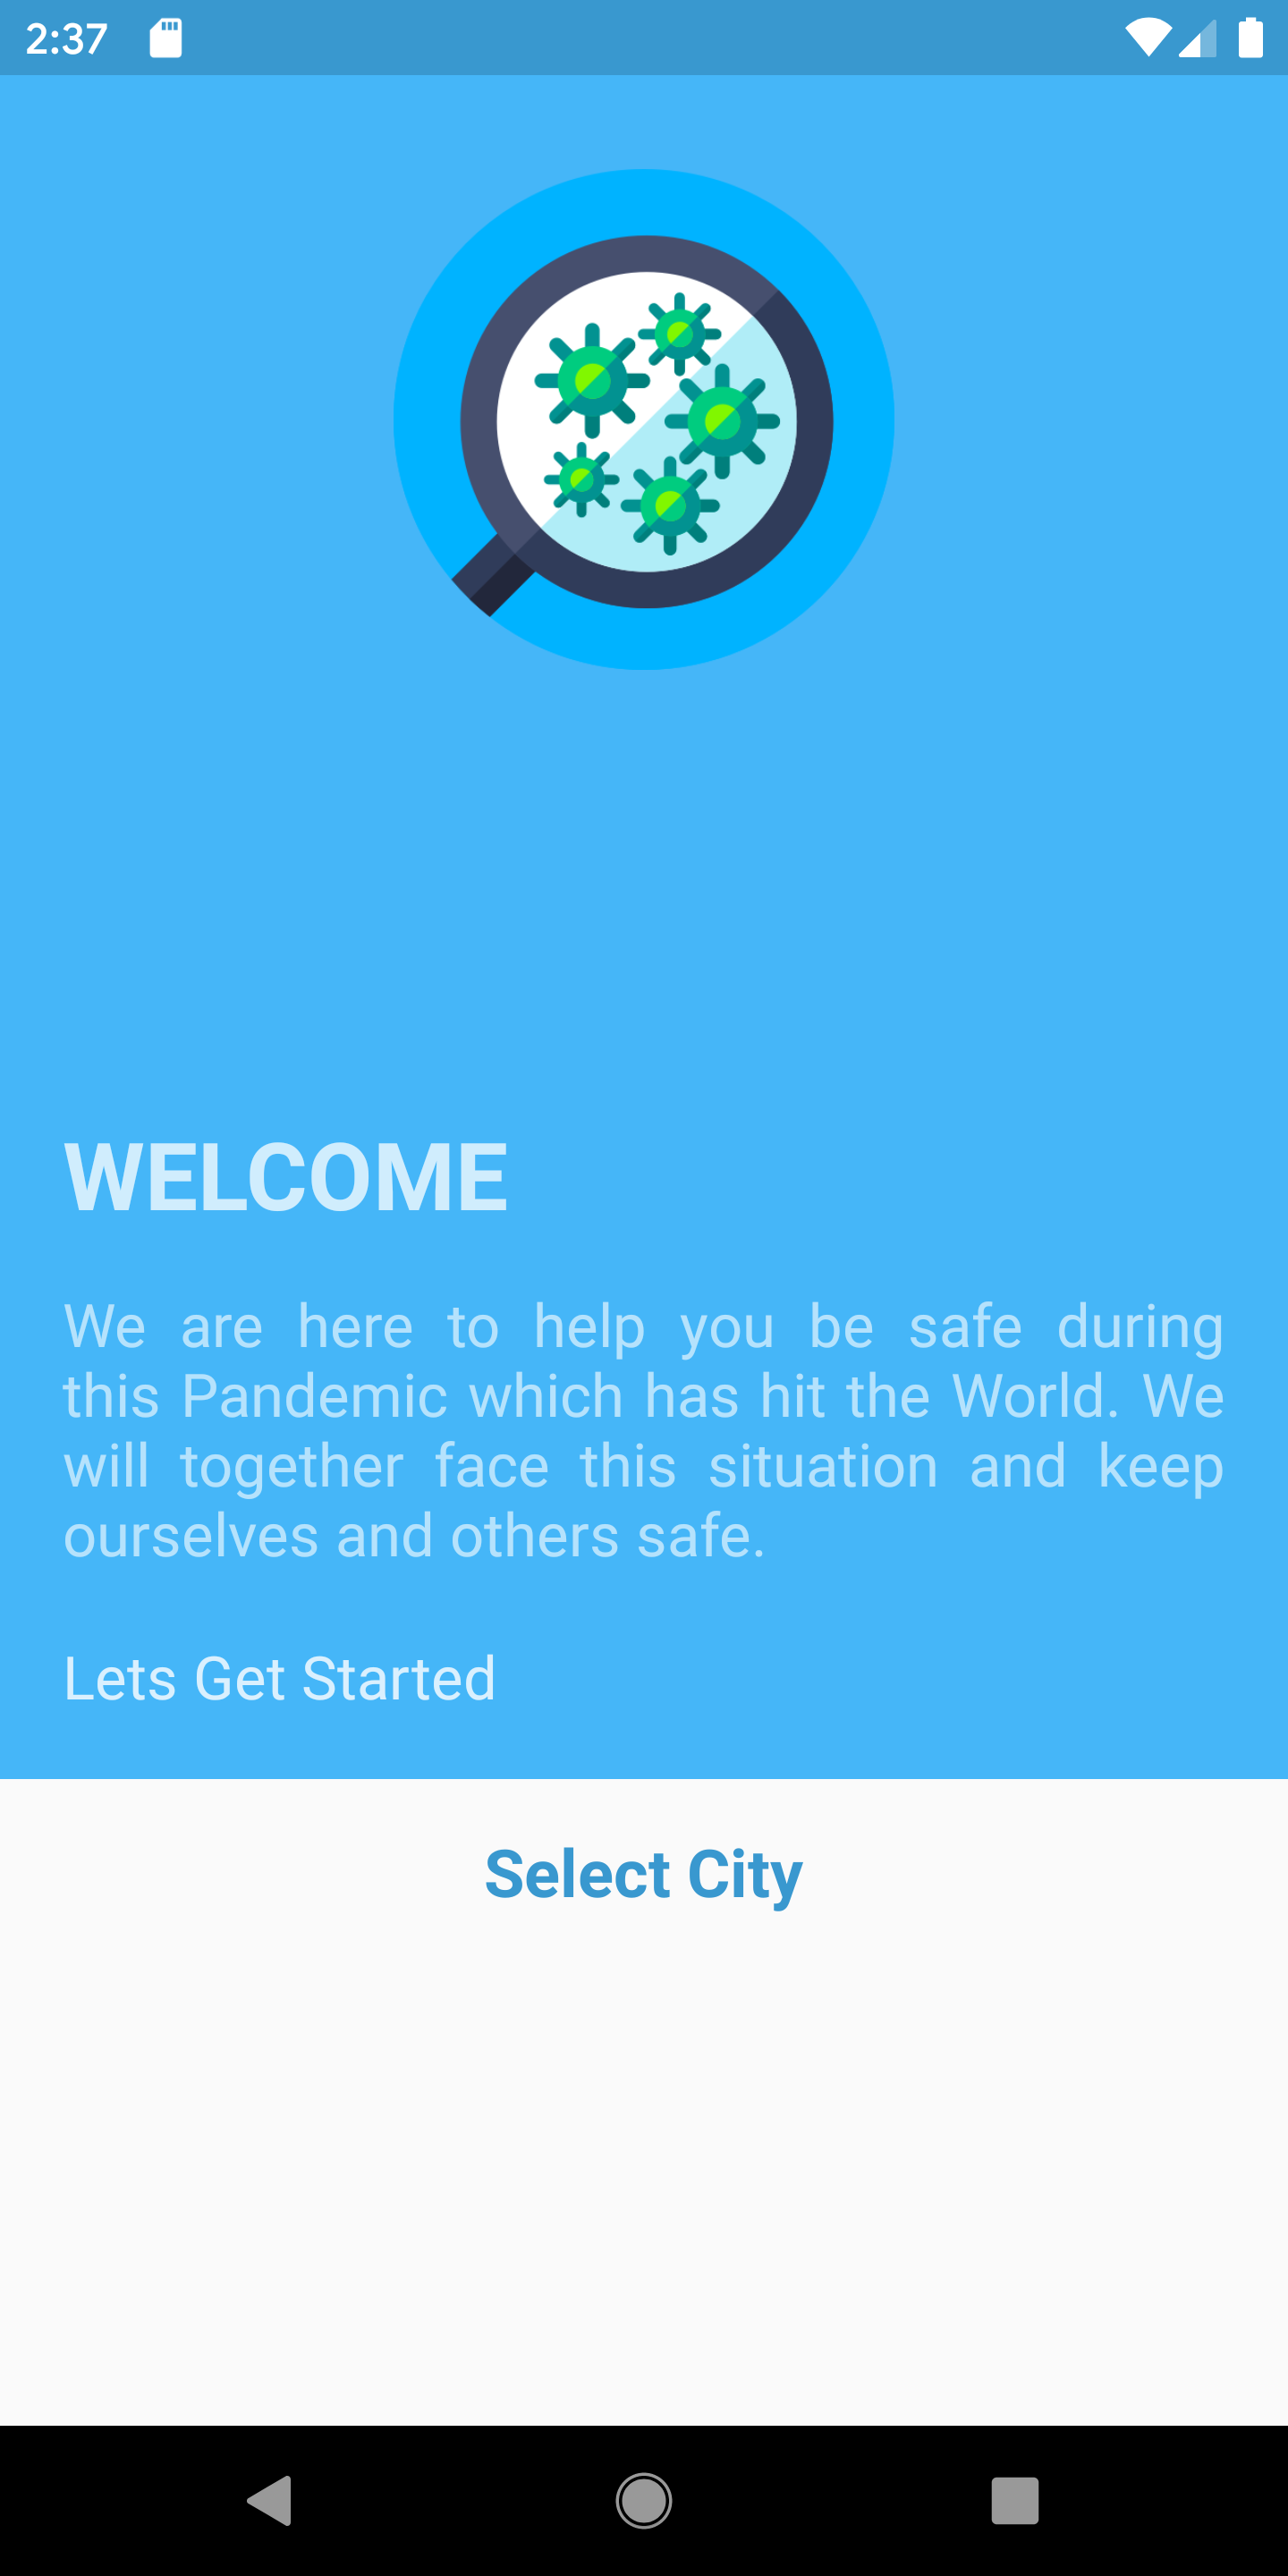 2:37
WELCOME
We are here to help you be safe during
this Pandemic which has hit the World. We
will together face this situation and keep
ourselves and others safe.
Lets Get Started
Select City